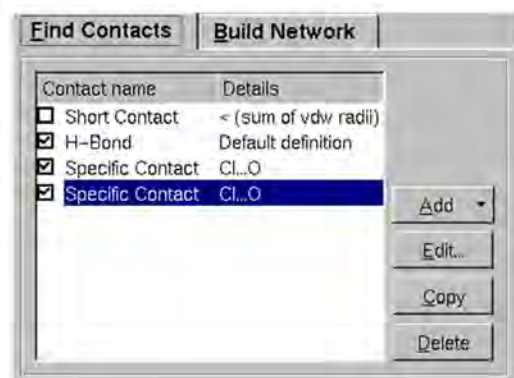 Find Contacts Build Network
Contact name Details
Short Contact < (sum of vdw radii)
H-Bond Default definition
Specific Contact Cl...O
Specific Contact Cl...O
Add
Edit...
Copy
Delete